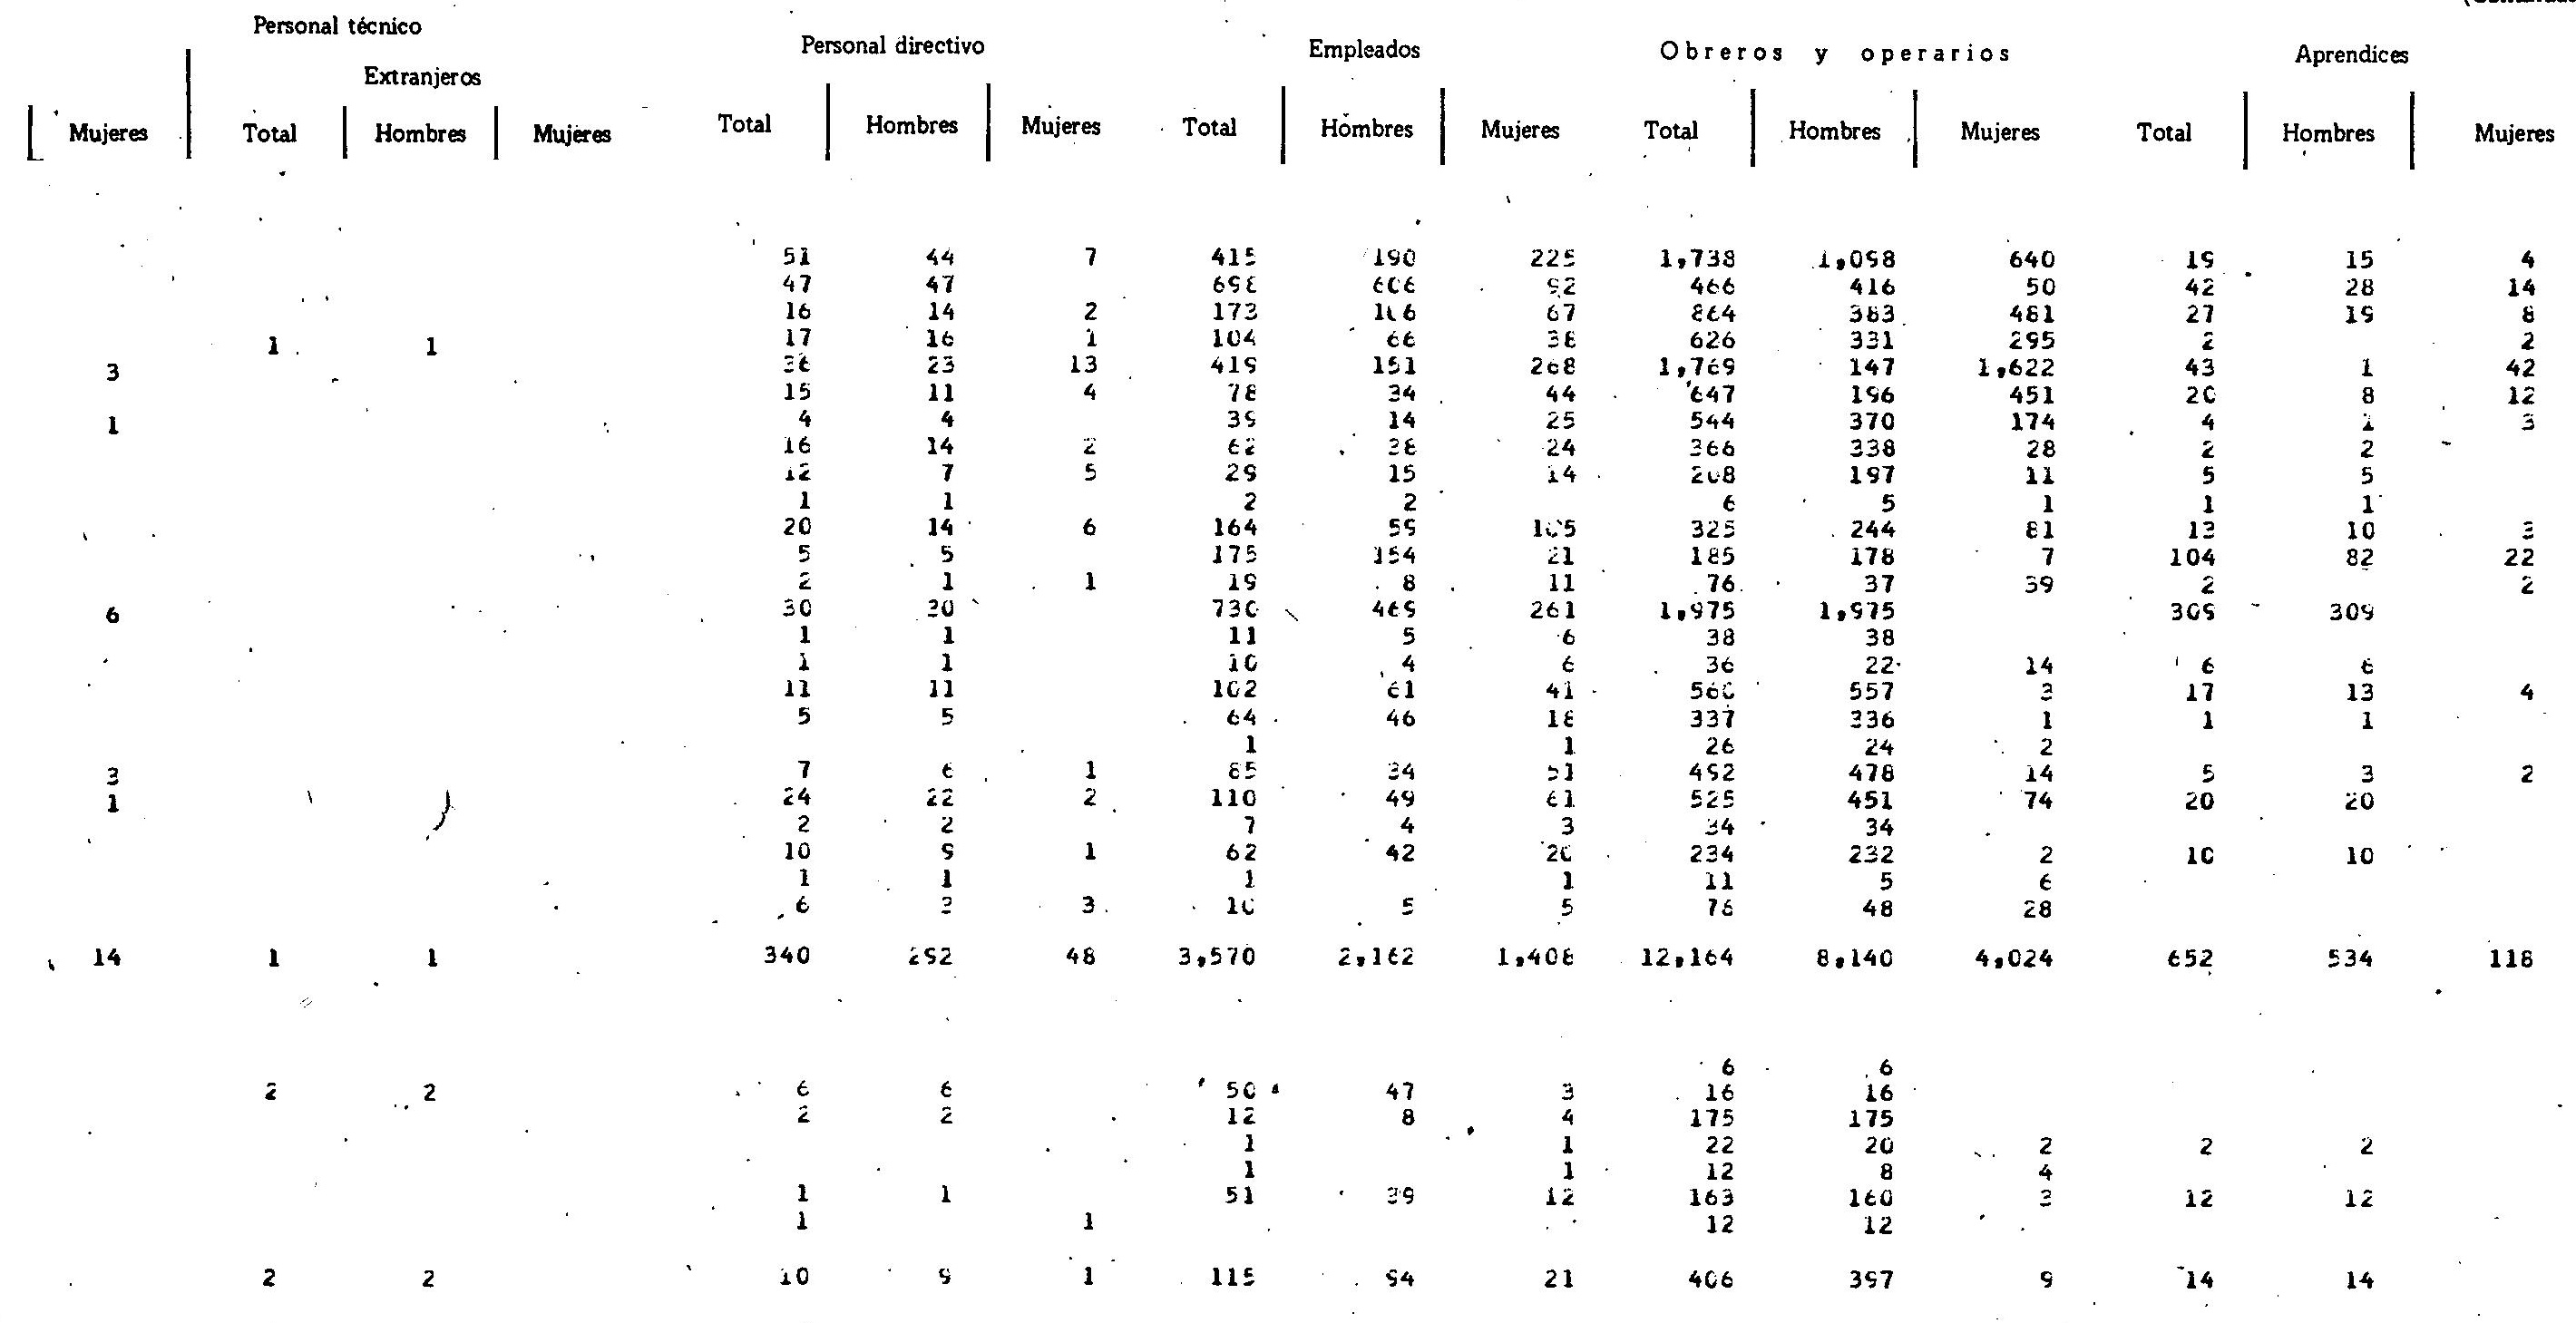 Personal técnico Personal directivo Empleados Obreros y operarios Aprendices
Extranjeros
Mujeres Total Hombres Mujeres Total Hombres Mujeres Total Hombres Mujeres Total Hombres Mujeres Total Hombres Mujeres
51 44 7 415 190 225 1,738 1,098 640 19 15 4
47 47 698 606 92 466 416 50 42 28 14
16 14 2 173 106 67 864 383 481 27 19 8
1 1 17 16 1 104 66 38 626 331 295 2 2
3 36 23 13 419 151 268 1,769 147 1,622 43 1 42
15 11 4 78 34 44 647 196 451 20 8 12
1 4 4 39 14 25 544 370 174 4 1 3
16 14 2 62 38 24 366 338 28 2 2
12 7 5 29 15 14 208 197 11 5 5
1 1 2 2 6 5 1 1 1
20 14 6 164 59 105 325 244 81 13 10 3
5 5 175 154 21 185 178 7 104 82 22
2 1 1 19 8 11 76 37 39 2 2
6 30 30 730 469 261 1,975 1,975 309 309
1 1 11 5 6 38 38
1 1 10 4 6 36 22 14 6 6
11 11 102 61 41 560 557 3 17 13 4
5 5 64 46 18 337 336 1 1 1
1 1 26 24 2
3 7 6 1 85 34 51 492 478 14 5 3 2
1 24 22 2 110 49 61 525 451 74 20 20
2 2 7 4 3 34 34
10 9 1 62 42 20 234 232 2 10 10
1 1 1 1 11 5 6
6 3 3 10 5 5 76 48 28
14 1 1 340 292 48 3,570 2,162 1,408 12,164 8,140 4,024 652 534 118
6 6
2 2 6 6 50 47 3 16 16
2 2 12 8 4 175 175
1 1 22 20 2 2 2
1 1 12 8 4
1 1 51 39 12 163 160 3 12 12
1 1 12 12
2 2 10 9 1 115 94 21 406 397 9 14 14